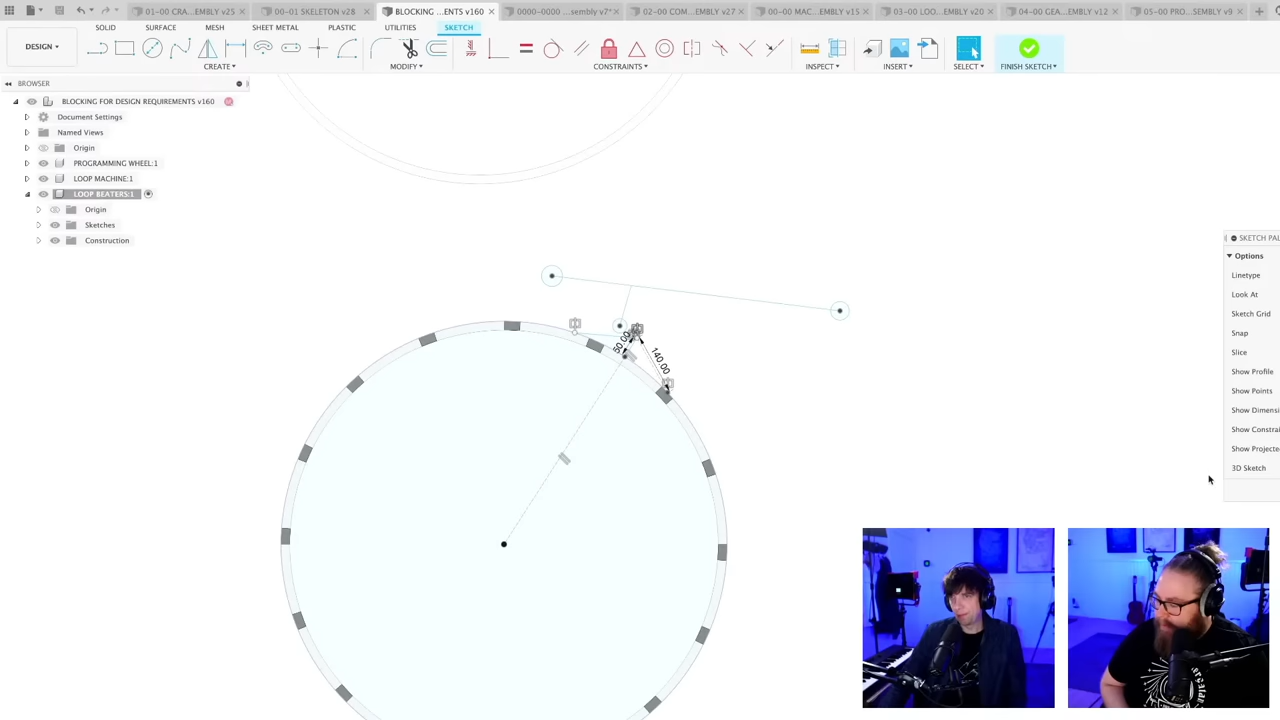 01-01 CRA...EMBLY v25
00-01 SKELETON v28
BLOCKING ...ENTS v160
0000-0000 ...sembly v7*
02-00 COM...EMBLY v27
00-00 MAC...EMBLY v15
03-00 LOO...EMBLY v20
04-00 GEA...EMBLY v12
05-00 PRO...SEMBLY v9
SOLID
SURFACE
MESH
SHEET METAL
PLASTIC
UTILITIES
SKETCH
DESIGN
CREATE
MODIFY
CONSTRAINTS
INSPECT
INSERT
SELECT
FINISH SKETCH
BROWSER
BLOCKING FOR DESIGN REQUIREMENTS v160
Document Settings
Named Views
Origin
PROGRAMMING WHEEL:1
LOOP MACHINE:1
LOOP BEATERS:1
Origin
Sketches
Construction
50.00
140.00
SKETCH PAL
Options
Linetype
Look At
Sketch Grid
Snap
Slice
Show Profile
Show Points
Show Dimensi
Show Constrai
Show Projecte
3D Sketch